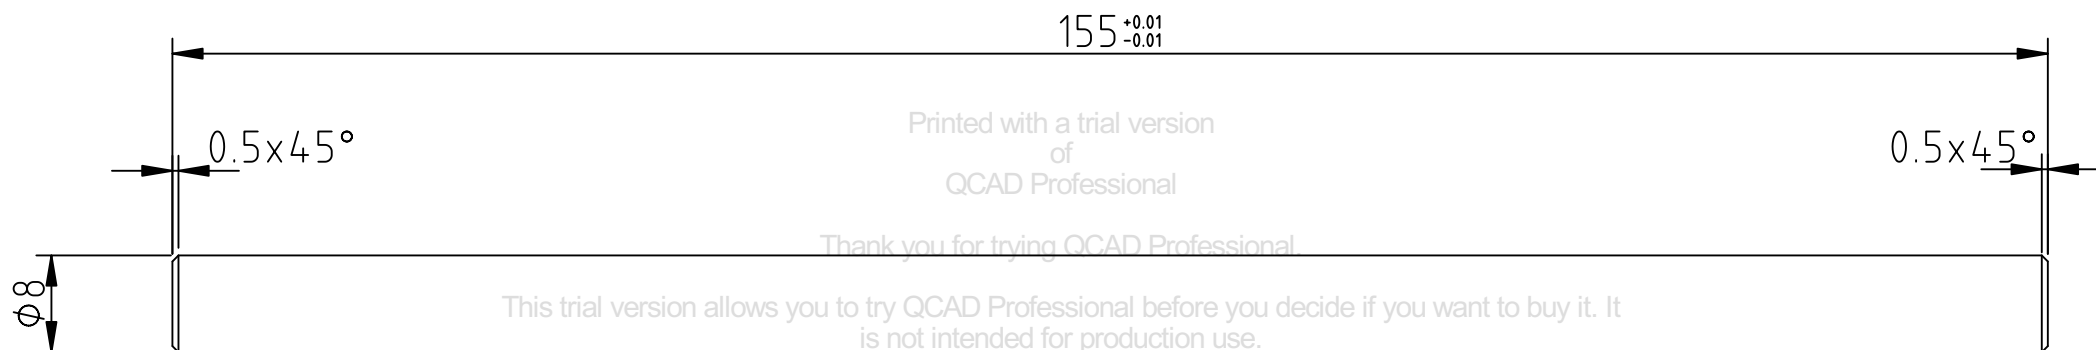 155 +0.01
-0.01
0.5x45°
0.5x45°
Printed with a trial version
of
QCAD Professional
Thank you for trying QCAD Professional.
⌀8
This trial version allows you to try QCAD Professional before you decide if you want to buy it. It
is not intended for production use.